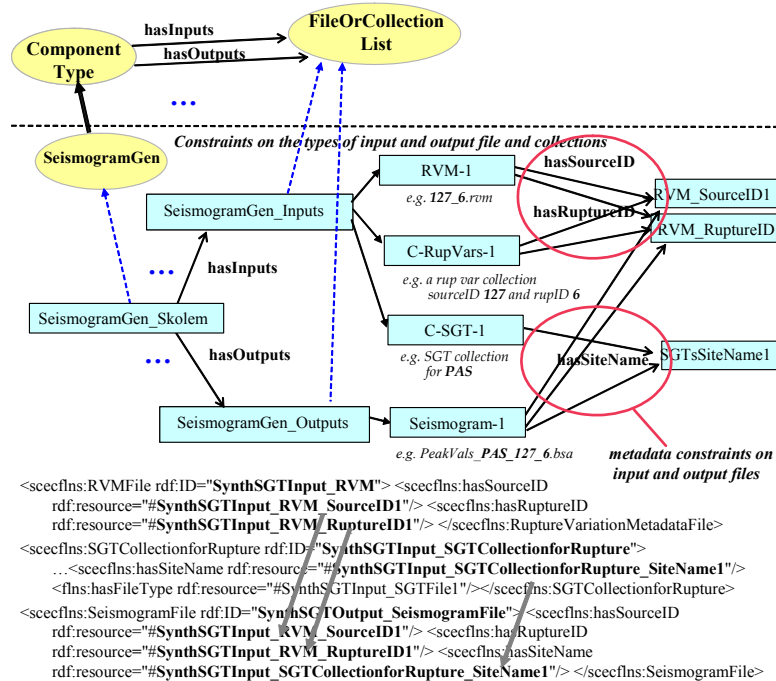 hasInputs
FileOrCollection
List
Component
Type
hasOutputs
...
SeismogramGen
Constraints on the types of input and output file and collections
RVM-1
hasSourceID
e.g. 127_6.rvm
RVM_SourceID1
SeismogramGen_Inputs
hasRuptureID
RVM_RuptureID
C-RupVars-1
...
hasInputs
e.g. a rup var collection
sourceID 127 and rupID 6
SeismogramGen_Skolem
C-SGT-1
...
hasOutputs
e.g. SGT collection
for PAS
hasSiteName
SGTsSiteName1
SeismogramGen_Outputs
Seismogram-1
e.g. PeakVals_PAS_127_6.bsa
metadata constraints on
input and output files
<scecflns:RVMFile rdf:ID="SynthSGTInput_RVM"> <scecflns:hasSourceID
rdf:resource="#SynthSGTInput_RVM_SourceID1"/> <scecflns:hasRuptureID
rdf:resource="#SynthSGTInput_RVM_RuptureID1"/> </scecflns:RuptureVariationMetadataFile>
<scecflns:SGTCollectionforRupture rdf:ID="SynthSGTInput_SGTCollectionforRupture">
…<scecflns:hasSiteName rdf:resource="#SynthSGTInput_SGTCollectionforRupture_SiteName1"/>
<flns:hasFileType rdf:resource="#SynthSGTInput_SGTFile1"/></scecflns:SGTCollectionforRupture>
<scecflns:SeismogramFile rdf:ID="SynthSGTOutput_SeismogramFile"> <scecflns:hasSourceID
rdf:resource="#SynthSGTInput_RVM_SourceID1"/> <scecflns:hasRuptureID
rdf:resource="#SynthSGTInput_RVM_RuptureID1"/> <scecflns:hasSiteName
rdf:resource="#SynthSGTInput_SGTCollectionforRupture_SiteName1"/> </scecflns:SeismogramFile>